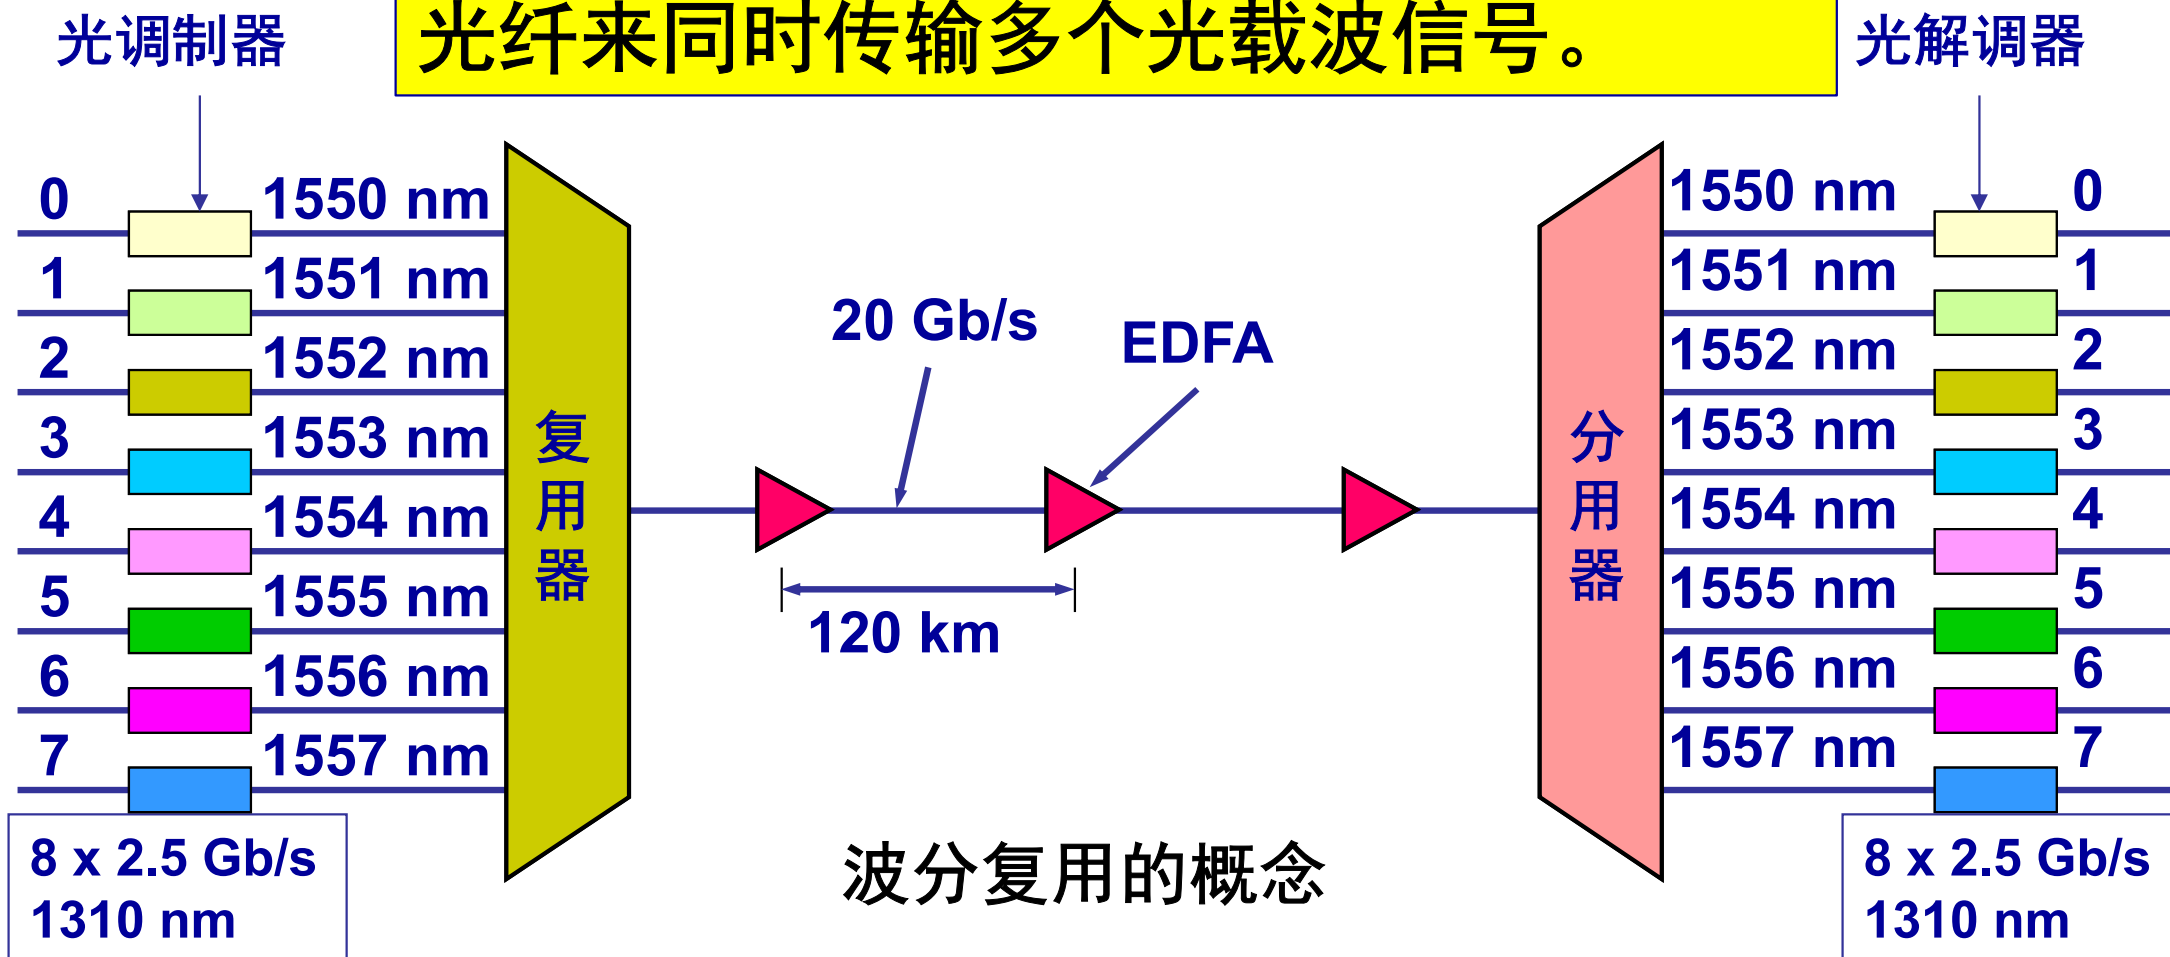 光纤来同时传输多个光载波信号。
光调制器
光解调器
0 1550 nm
1 1551 nm
2 1552 nm
3 1553 nm
4 1554 nm
5 1555 nm
6 1556 nm
7 1557 nm
8 x 2.5 Gb/s
1310 nm
复用器
20 Gb/s
EDFA
120 km
波分复用的概念
分用器
1550 nm 0
1551 nm 1
1552 nm 2
1553 nm 3
1554 nm 4
1555 nm 5
1556 nm 6
1557 nm 7
8 x 2.5 Gb/s
1310 nm